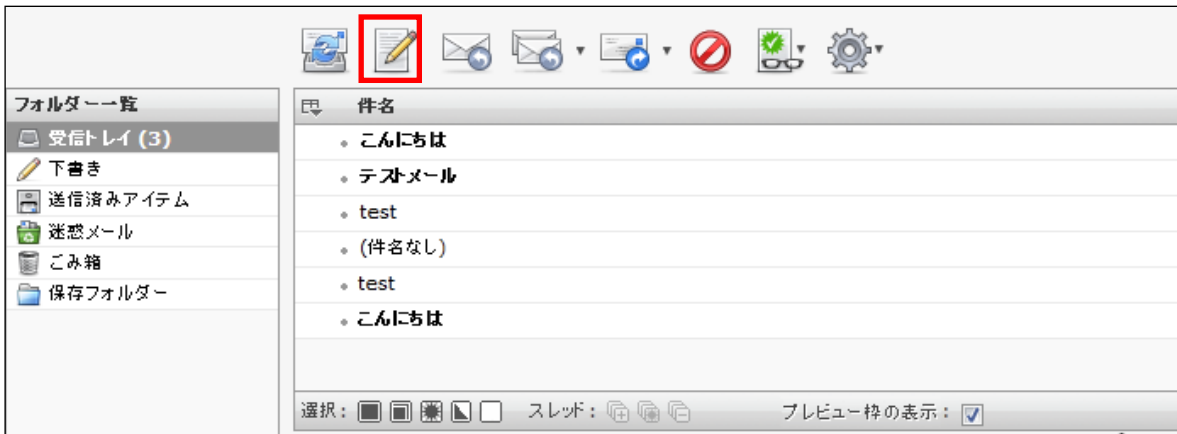 フォルダー一覧
受信トレイ (3)
下書き
送信済みアイテム
迷惑メール
ごみ箱
保存フォルダー
件名
こんにちは
テストメール
test
(件名なし)
test
こんにちは
選択: スレッド: プレビュー枠の表示: